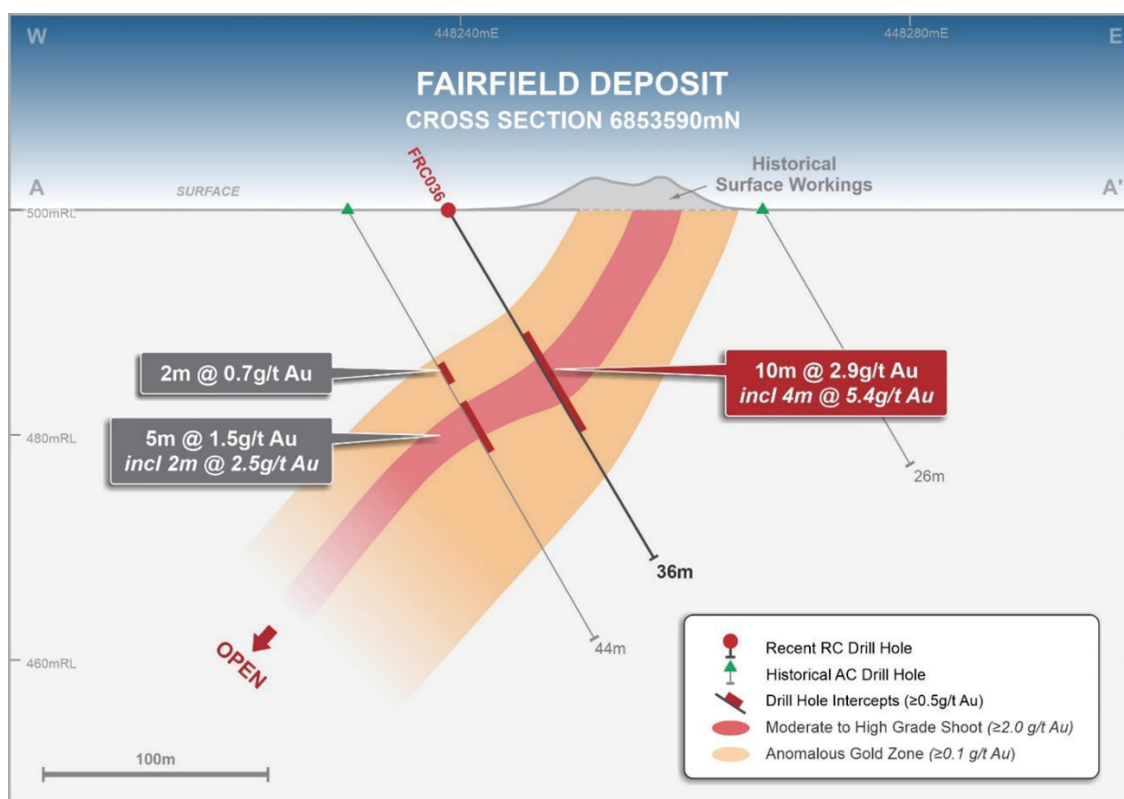 W
448240mE
448280mE
E
FAIRFIELD DEPOSIT
CROSS SECTION 6853590mN
FRC036
Historical
Surface Workings
A
SURFACE
A'
500mRL
2m @ 0.7g/t Au
10m @ 2.9g/t Au
incl 4m @ 5.4g/t Au
5m @ 1.5g/t Au
incl 2m @ 2.5g/t Au
480mRL
26m
36m
44m
OPEN
460mRL
100m
Recent RC Drill Hole
Historical AC Drill Hole
Drill Hole Intercepts (≥0.5g/t Au)
Moderate to High Grade Shoot (≥2.0 g/t Au)
Anomalous Gold Zone (≥0.1 g/t Au)